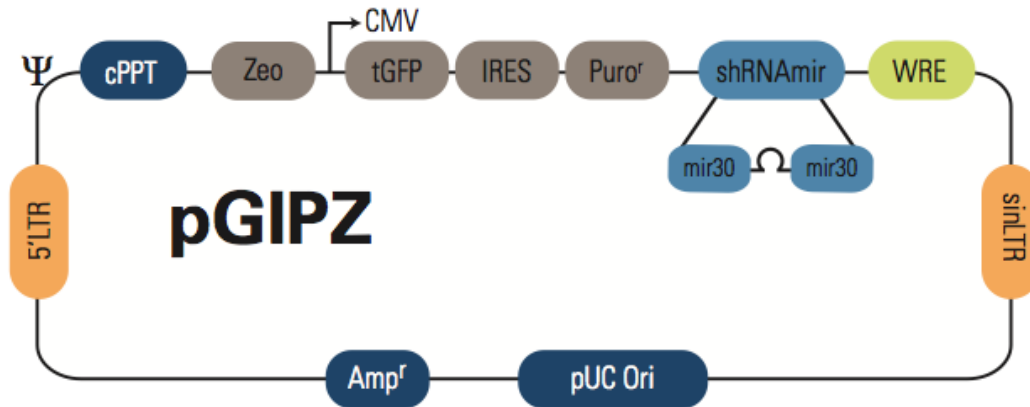 CMV
Ψ
cPPT
Zeo
tGFP
IRES
Puroʳ
shRNAmir
WRE
mir30
mir30
5'LTR
pGIPZ
sinLTR
Ampʳ
pUC Ori